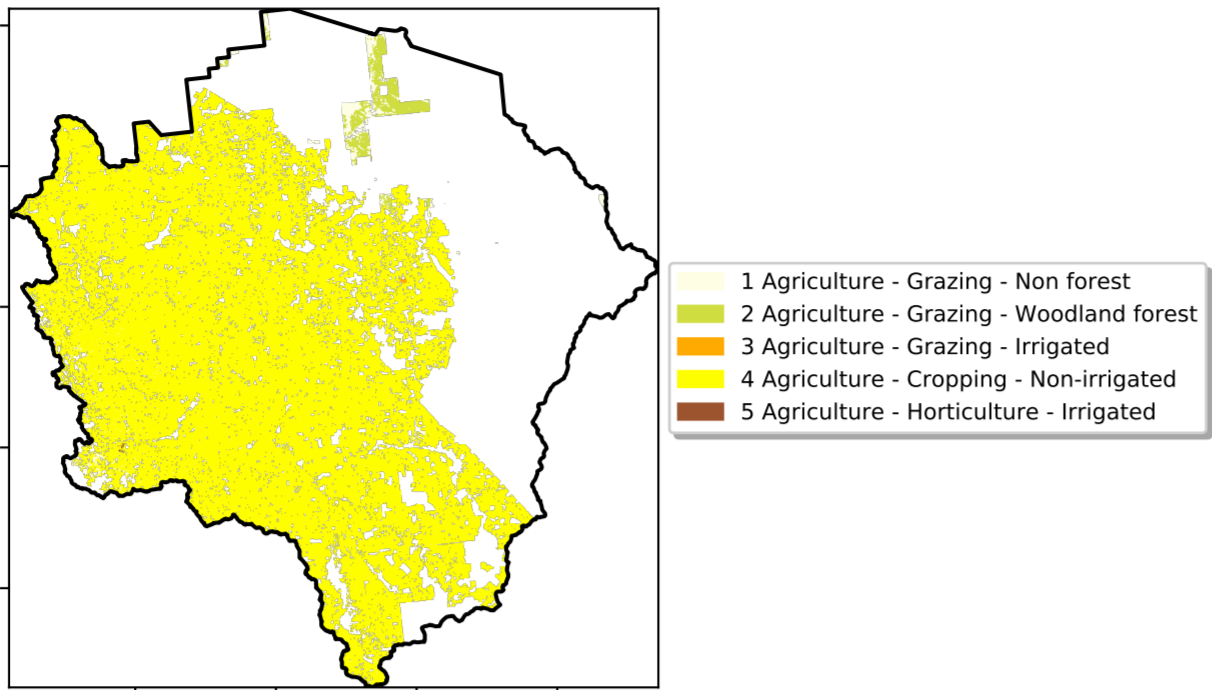 1 Agriculture - Grazing - Non forest
2 Agriculture - Grazing - Woodland forest
3 Agriculture - Grazing - Irrigated
4 Agriculture - Cropping - Non-irrigated
5 Agriculture - Horticulture - Irrigated